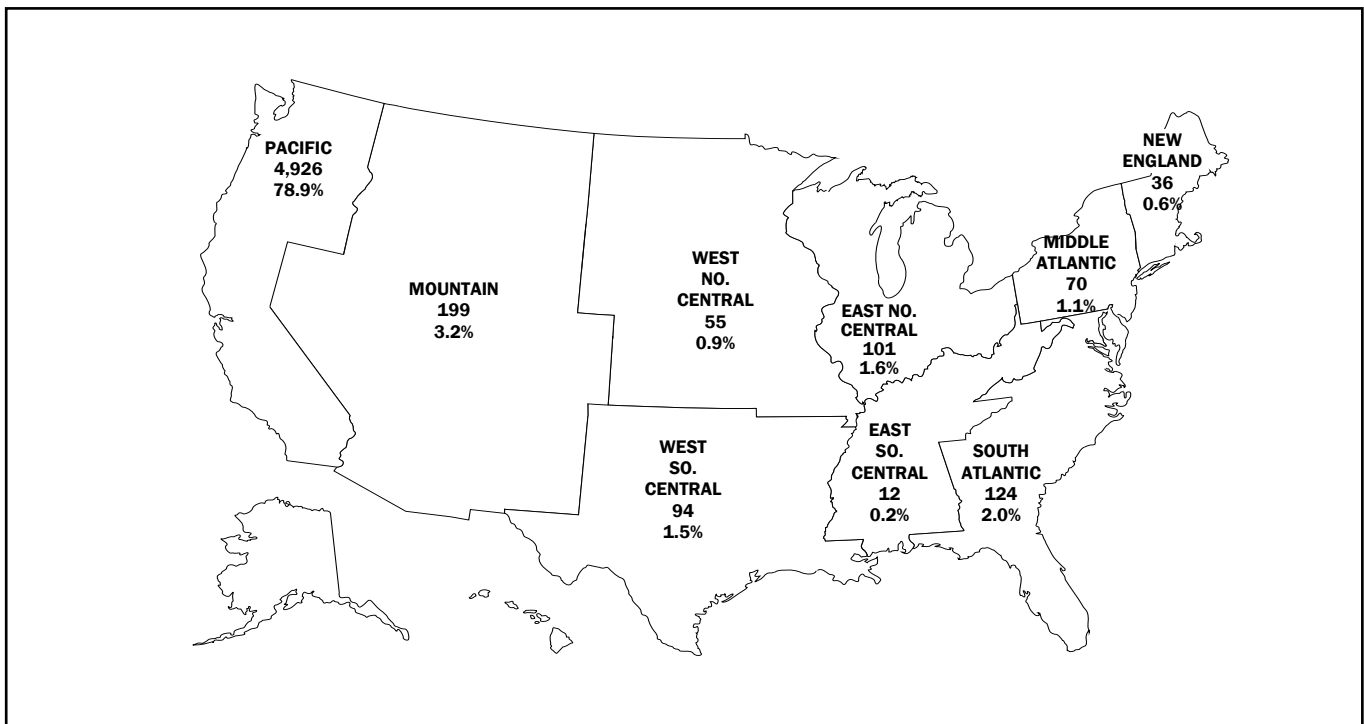 PACIFIC
4,926
78.9%
MOUNTAIN
199
3.2%
WEST
NO.
CENTRAL
55
0.9%
EAST NO.
CENTRAL
101
1.6%
NEW
ENGLAND
36
0.6%
MIDDLE
ATLANTIC
70
1.1%
WEST
SO.
CENTRAL
94
1.5%
EAST
SO.
CENTRAL
12
0.2%
SOUTH
ATLANTIC
124
2.0%